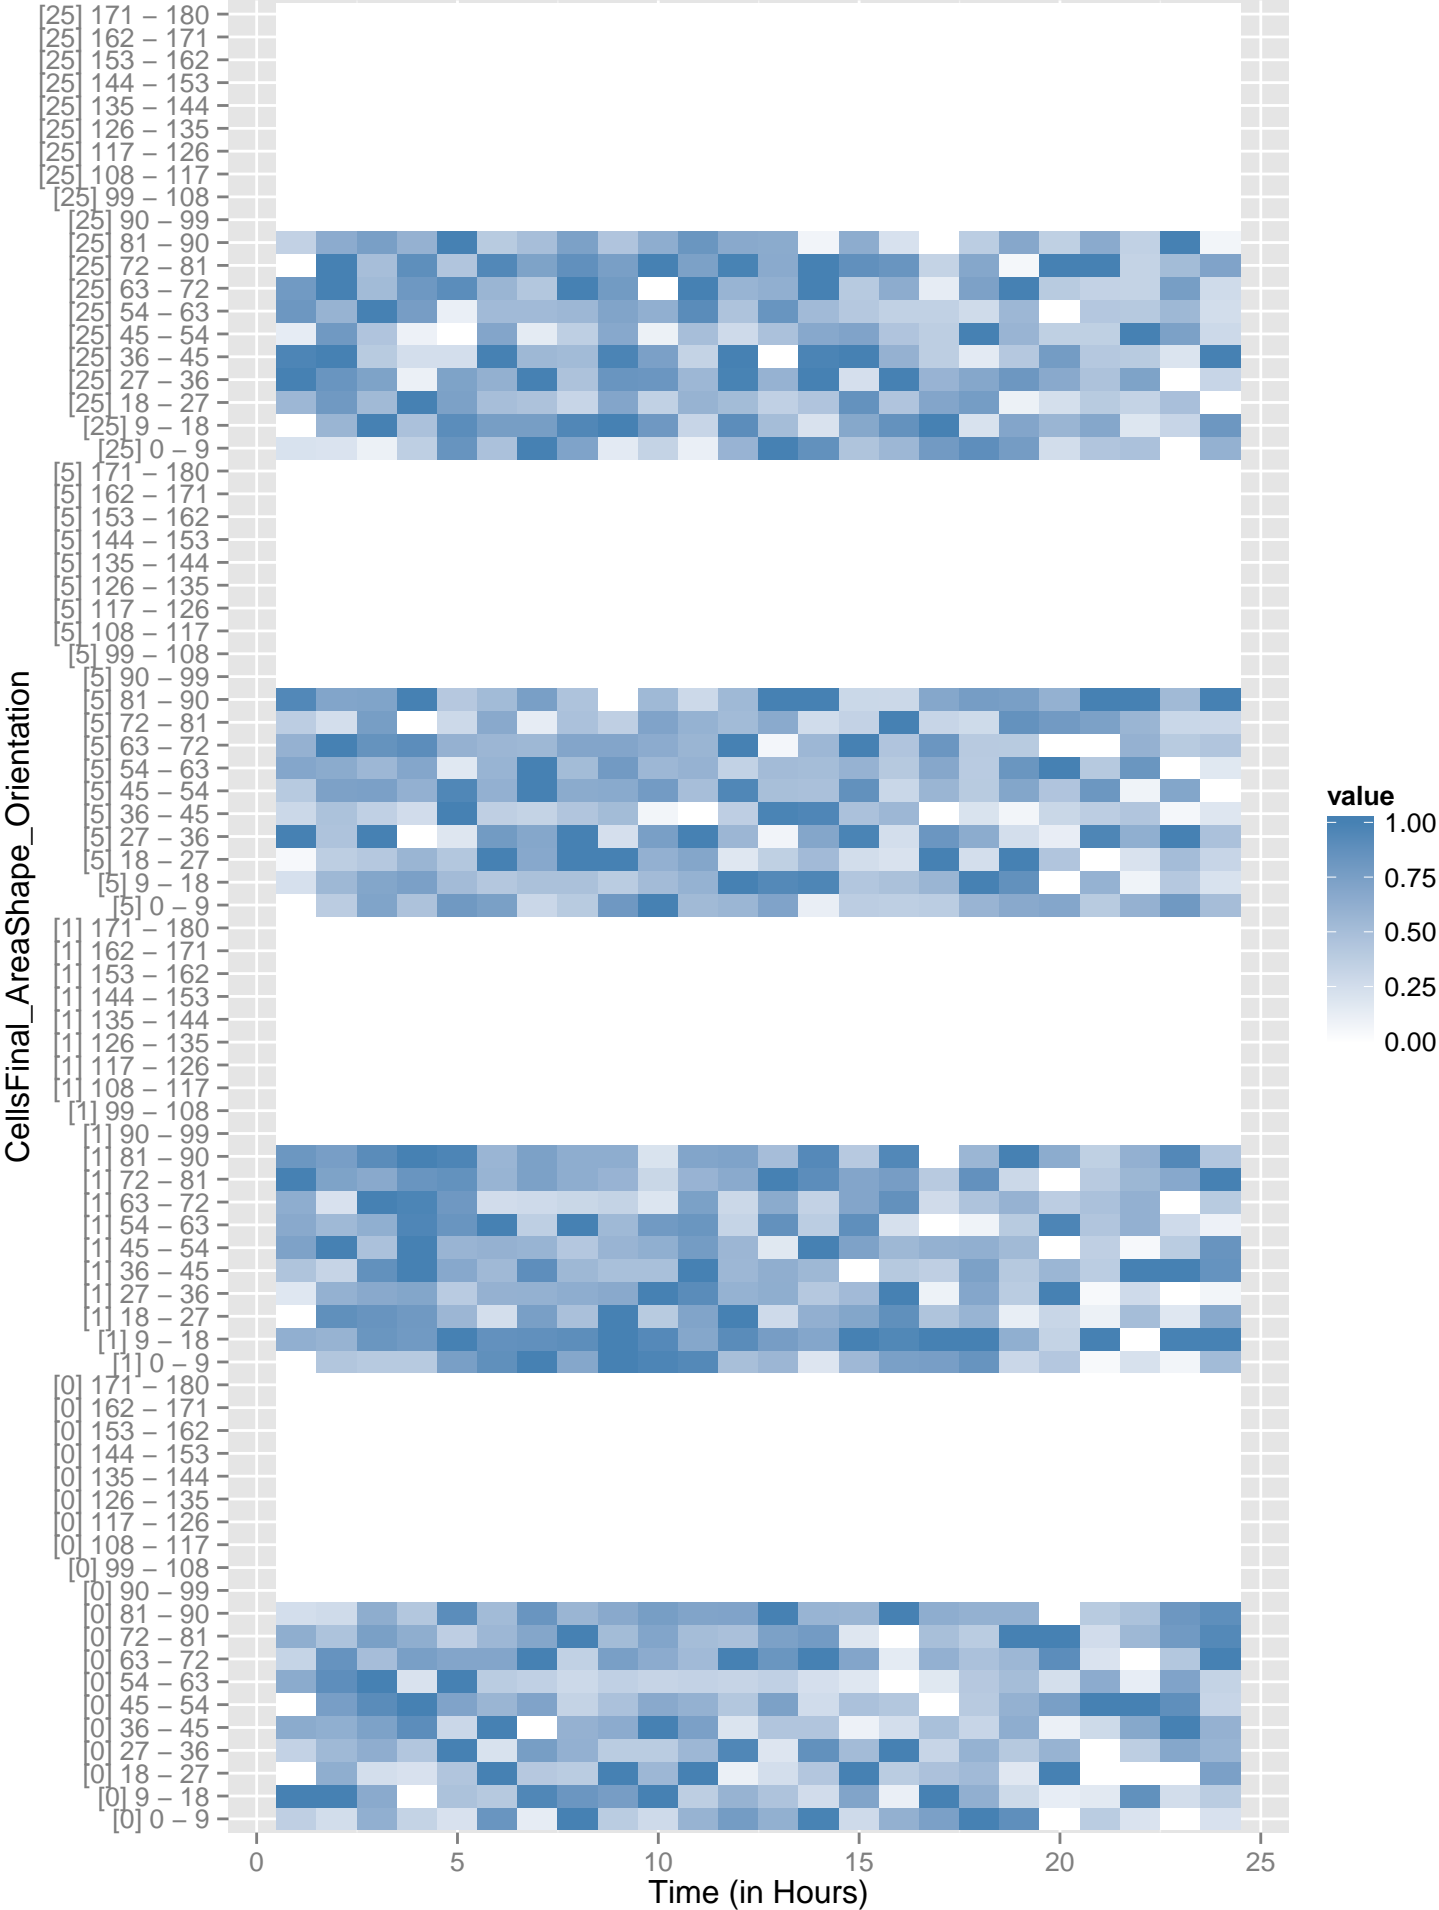 [25] 171 – 180
[25] 162 – 171
[25] 153 – 162
[25] 144 – 153
[25] 135 – 144
[25] 126 – 135
[25] 117 – 126
[25] 108 – 117
[25] 99 – 108
[25] 90 – 99
[25] 81 – 90
[25] 72 – 81
[25] 63 – 72
[25] 54 – 63
[25] 45 – 54
[25] 36 – 45
[25] 27 – 36
[25] 18 – 27
[25] 9 – 18
[25] 0 – 9
[5] 171 – 180
[5] 162 – 171
[5] 153 – 162
[5] 144 – 153
[5] 135 – 144
[5] 126 – 135
[5] 117 – 126
[5] 108 – 117
[5] 99 – 108
[5] 90 – 99
[5] 81 – 90
[5] 72 – 81
[5] 63 – 72
[5] 54 – 63
[5] 45 – 54
[5] 36 – 45
[5] 27 – 36
[5] 18 – 27
[5] 9 – 18
[5] 0 – 9
[1] 171 – 180
[1] 162 – 171
[1] 153 – 162
[1] 144 – 153
[1] 135 – 144
[1] 126 – 135
[1] 117 – 126
[1] 108 – 117
[1] 99 – 108
[1] 90 – 99
[1] 81 – 90
[1] 72 – 81
[1] 63 – 72
[1] 54 – 63
[1] 45 – 54
[1] 36 – 45
[1] 27 – 36
[1] 18 – 27
[1] 9 – 18
[1] 0 – 9
[0] 171 – 180
[0] 162 – 171
[0] 153 – 162
[0] 144 – 153
[0] 135 – 144
[0] 126 – 135
[0] 117 – 126
[0] 108 – 117
[0] 99 – 108
[0] 90 – 99
[0] 81 – 90
[0] 72 – 81
[0] 63 – 72
[0] 54 – 63
[0] 45 – 54
[0] 36 – 45
[0] 27 – 36
[0] 18 – 27
[0] 9 – 18
[0] 0 – 9
CellsFinal_AreaShape_Orientation
0 5 10 15 20 25
Time (in Hours)
value
1.00
0.75
0.50
0.25
0.00